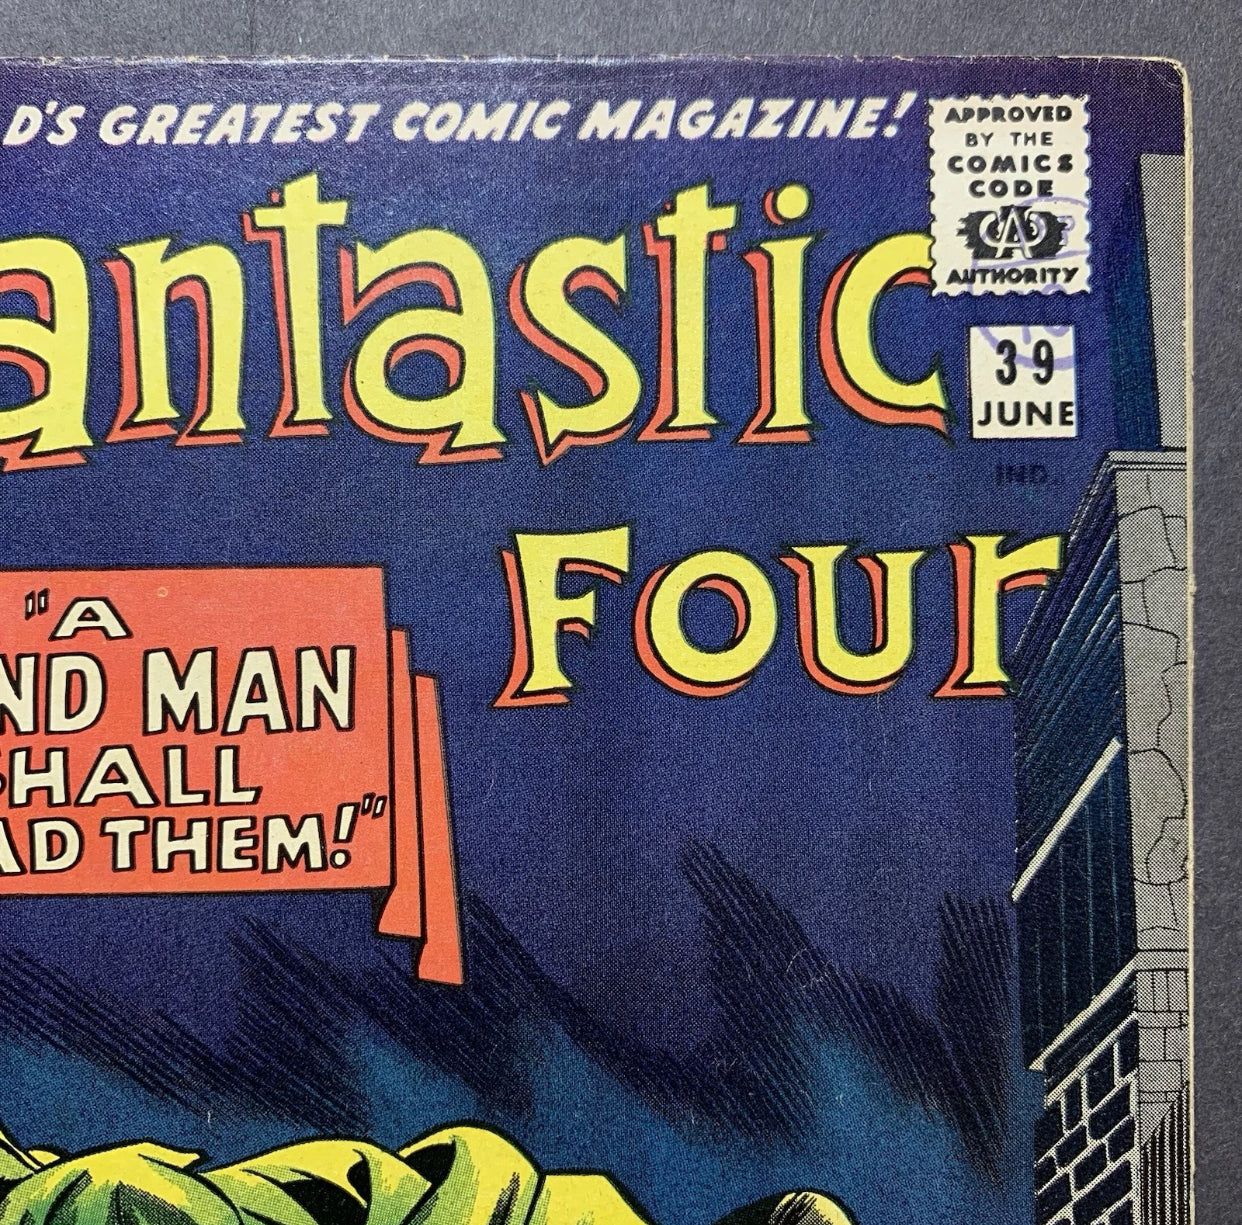 D'S GREATEST COMIC MAGAZINE!
APPROVED
BY THE
COMICS
CODE
A
AUTHORITY
antastic
39
JUNE
IND.
Four
"A
ND MAN
SHALL
AD THEM!"